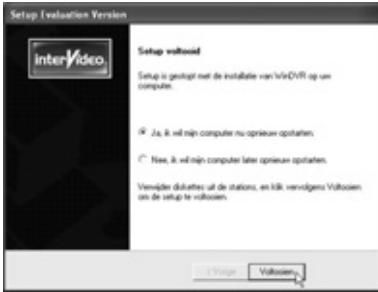 Setup Evaluation Version
InterVideo
Setup voltooid
Setup is gestopt met de installatie van WinDVR op uw
computer.
Ja, ik wil mijn computer nu opnieuw opstarten.
Nee, ik wil mijn computer later opnieuw opstarten.
Verwijder diskettes uit de stations, en klik vervolgens Voltooien
om de setup te voltooien.
< Vorige Voltooien